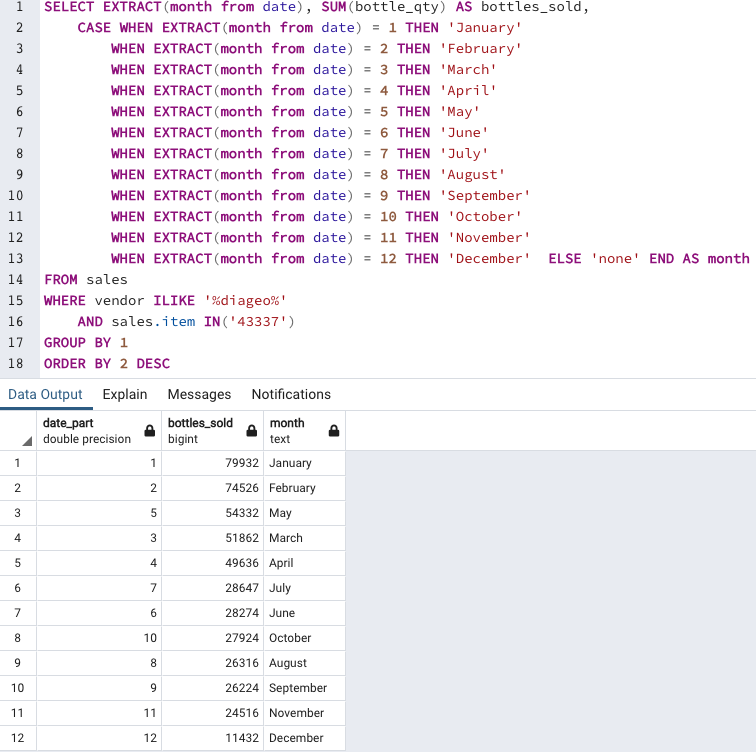 1 SELECT EXTRACT(month from date), SUM(bottle_qty) AS bottles_sold,
2 CASE WHEN EXTRACT(month from date) = 1 THEN 'January'
3 WHEN EXTRACT(month from date) = 2 THEN 'February'
4 WHEN EXTRACT(month from date) = 3 THEN 'March'
5 WHEN EXTRACT(month from date) = 4 THEN 'April'
6 WHEN EXTRACT(month from date) = 5 THEN 'May'
7 WHEN EXTRACT(month from date) = 6 THEN 'June'
8 WHEN EXTRACT(month from date) = 7 THEN 'July'
9 WHEN EXTRACT(month from date) = 8 THEN 'August'
10 WHEN EXTRACT(month from date) = 9 THEN 'September'
11 WHEN EXTRACT(month from date) = 10 THEN 'October'
12 WHEN EXTRACT(month from date) = 11 THEN 'November'
13 WHEN EXTRACT(month from date) = 12 THEN 'December' ELSE 'none' END AS month
14 FROM sales
15 WHERE vendor ILIKE '%diageo%'
16 AND sales.item IN('43337')
17 GROUP BY 1
18 ORDER BY 2 DESC
Data Output Explain Messages Notifications
date_part bottles_sold month
double precision bigint text
1 1 79932 January
2 2 74526 February
3 5 54332 May
4 3 51862 March
5 4 49636 April
6 7 28647 July
7 6 28274 June
8 10 27924 October
9 8 26316 August
10 9 26224 September
11 11 24516 November
12 12 11432 December